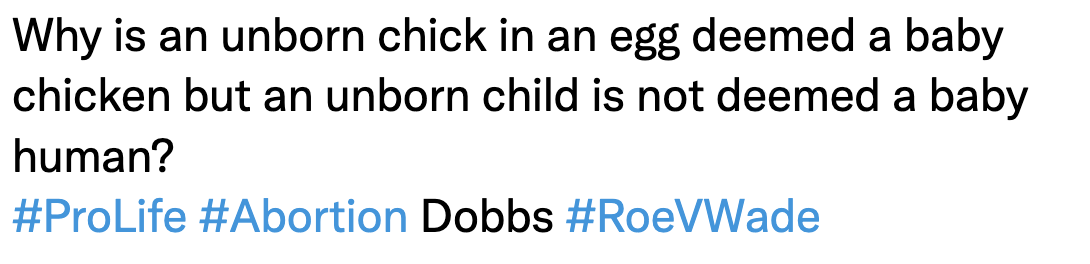 Why is an unborn chick in an egg deemed a baby
chicken but an unborn child is not deemed a baby
human?
#ProLife #Abortion Dobbs #RoeVWade